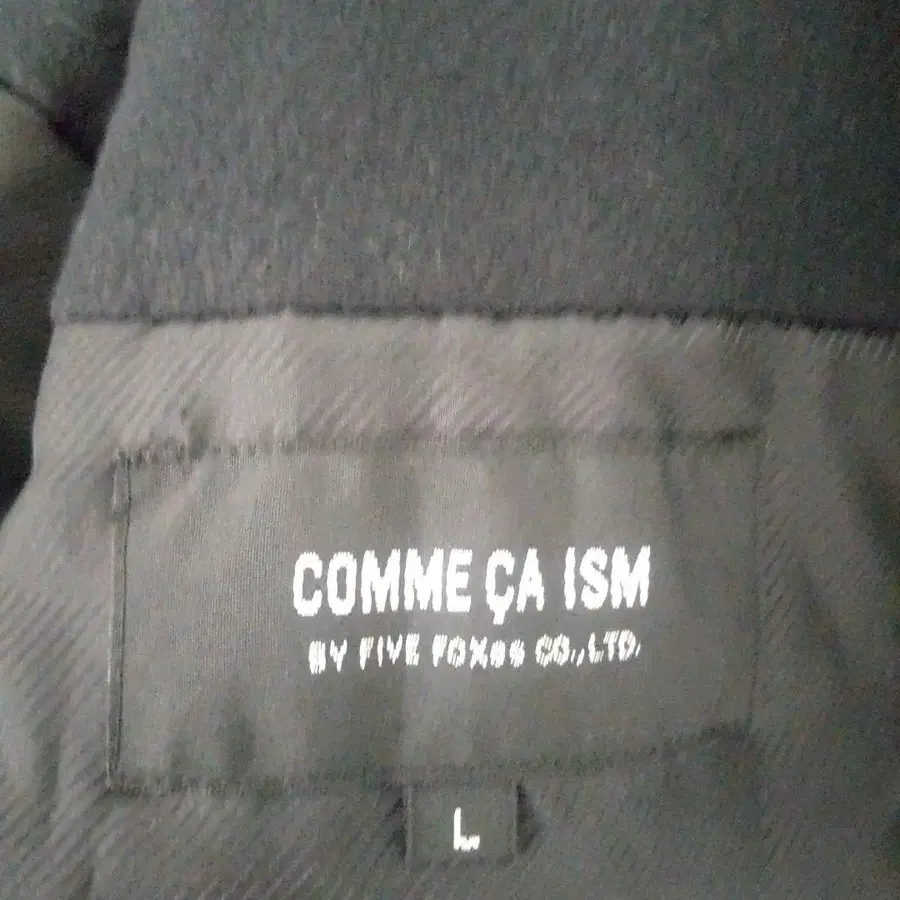 COMME ÇA ISM
BY FIVE FOXes CO.,LTD.
L